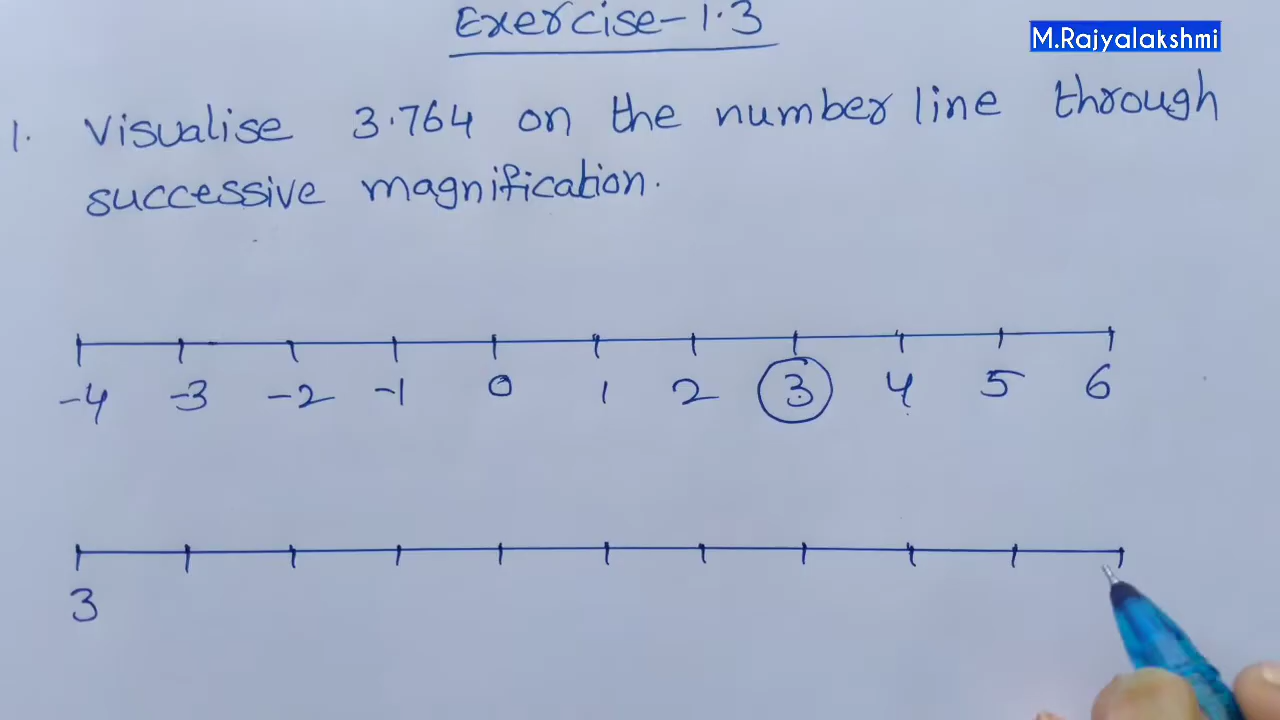 Exercise-1.3
M.Rajyalakshmi
1. Visualise 3.764 on the number line through
successive magnification.
-4 -3 -2 -1 0 1 2 3 4 5 6
3